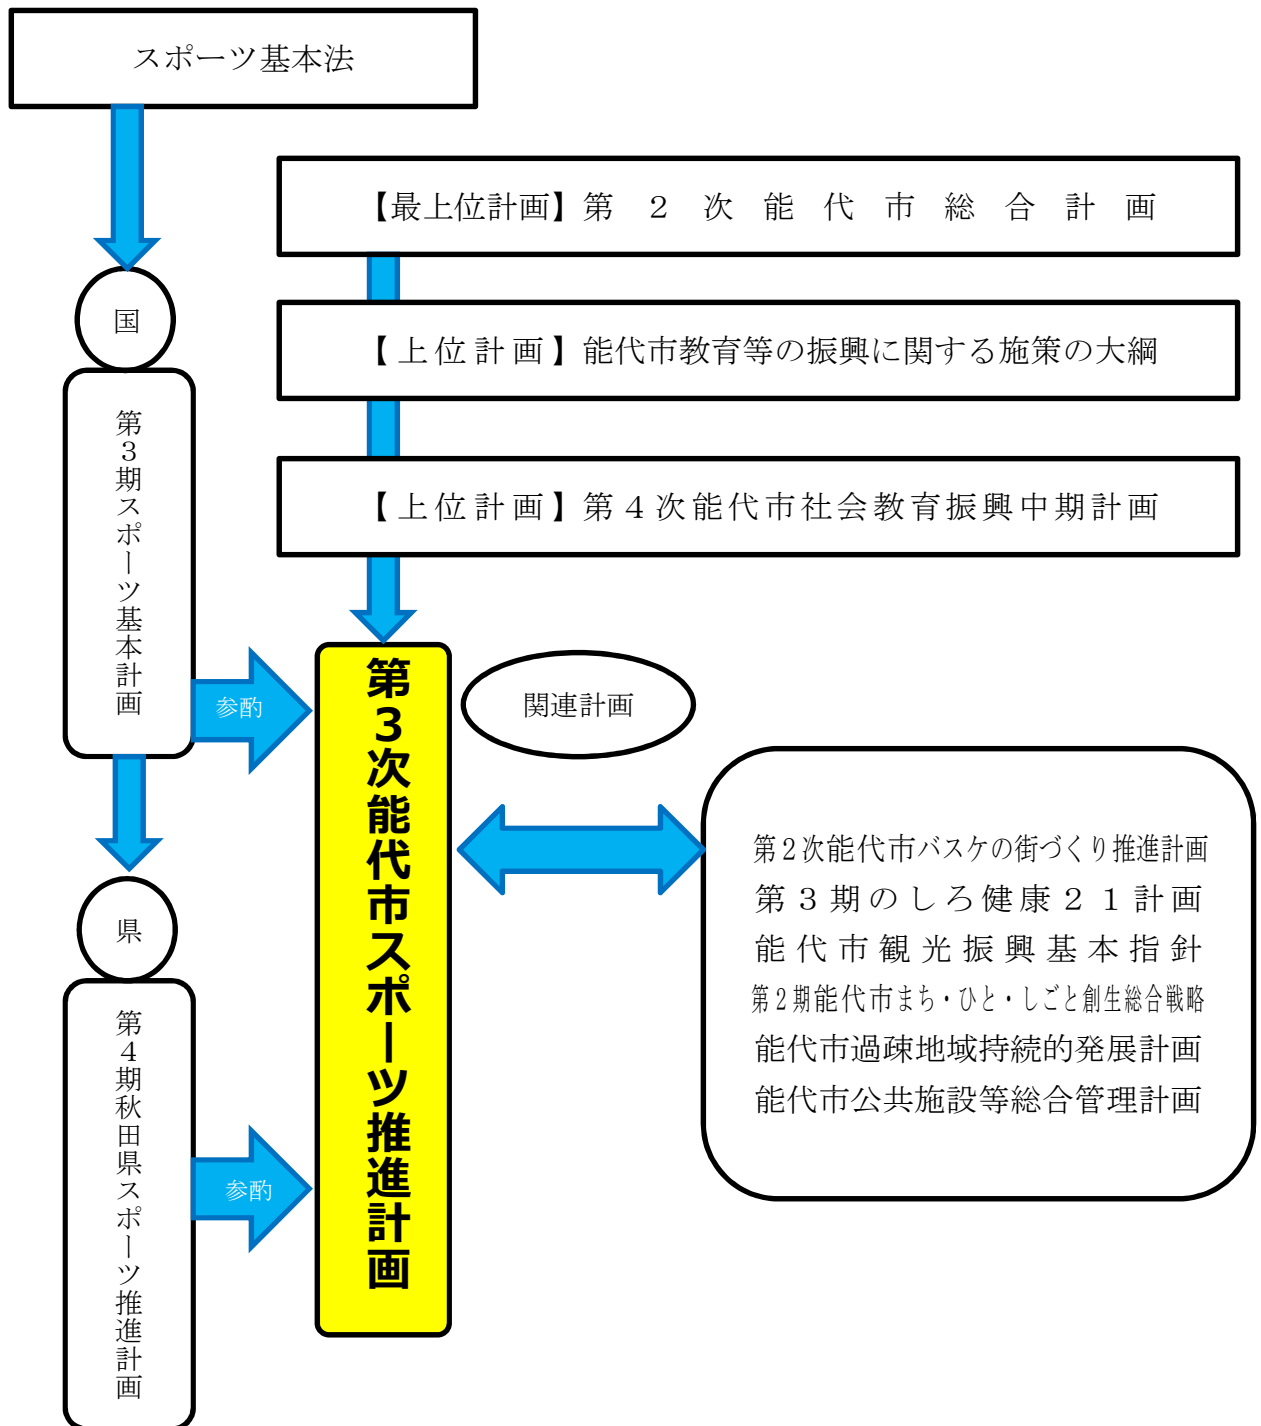 スポーツ基本法
【最上位計画】第２次能代市総合計画
【上位計画】能代市教育等の振興に関する施策の大綱
【上位計画】第４次能代市社会教育振興中期計画
国
第３期スポーツ基本計画
参酌
県
第４期秋田県スポーツ推進計画
参酌
第３次能代市スポーツ推進計画
関連計画
第２次能代市バスケの街づくり推進計画
第３期のしろ健康２１計画
能代市観光振興基本指針
第２期能代市まち・ひと・しごと創生総合戦略
能代市過疎地域持続的発展計画
能代市公共施設等総合管理計画